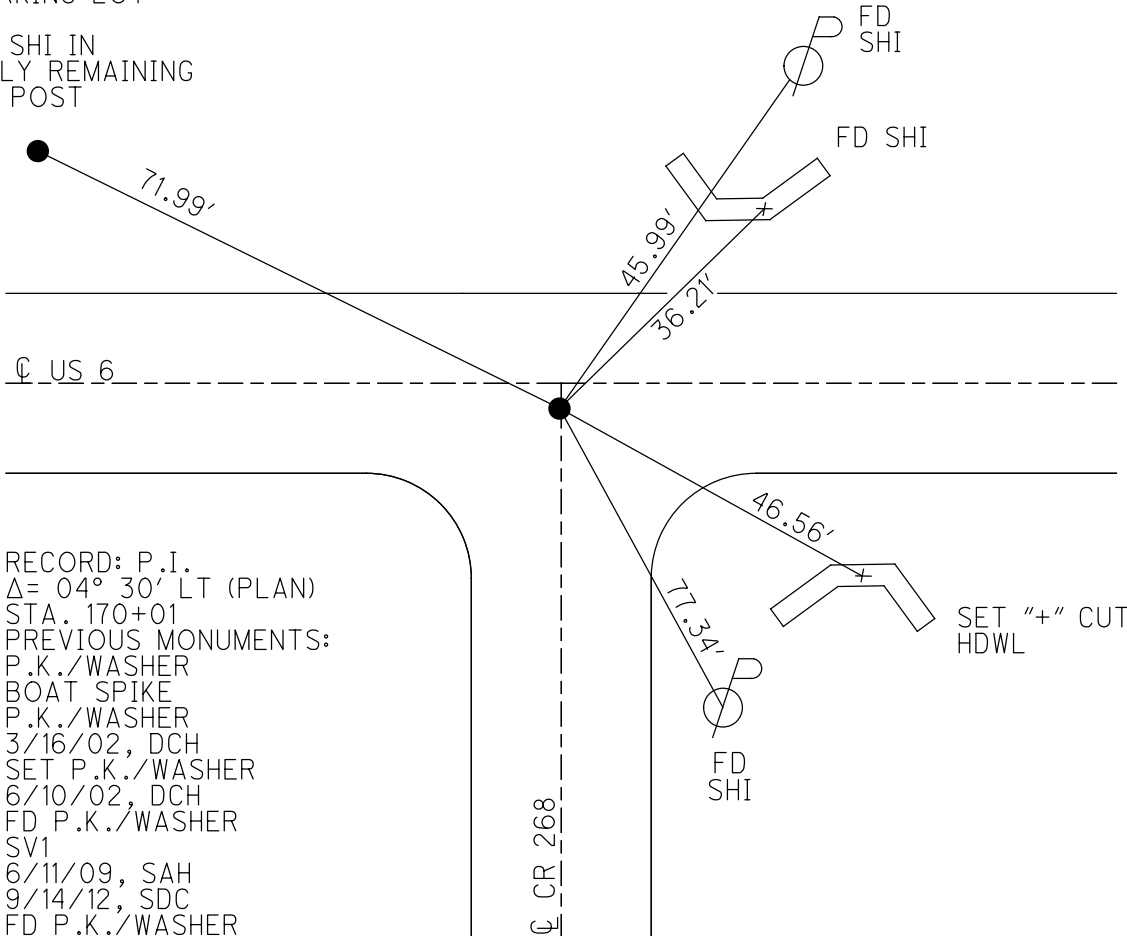 SHI IN
LY REMAINING
POST
FD
SHI
FD SHI
71.99'
45.99'
36.21'
℄ US 6
46.56'
77.34'
SET "+" CUT
HDWL
FD
SHI
℄ CR 268
RECORD: P.I.
Δ= 04° 30' LT (PLAN)
STA. 170+01
PREVIOUS MONUMENTS:
P.K./WASHER
BOAT SPIKE
P.K./WASHER
3/16/02, DCH
SET P.K./WASHER
6/10/02, DCH
FD P.K./WASHER
SV1
6/11/09, SAH
9/14/12, SDC
FD P.K./WASHER